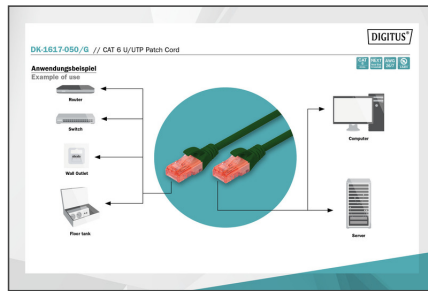 DIGITUS®
DK-1617-050/G // CAT 6 U/UTP Patch Cord
Anwendungsbeispiel
Example of use
Router
Switch
Wall Outlet
Floor tank
Computer
Server